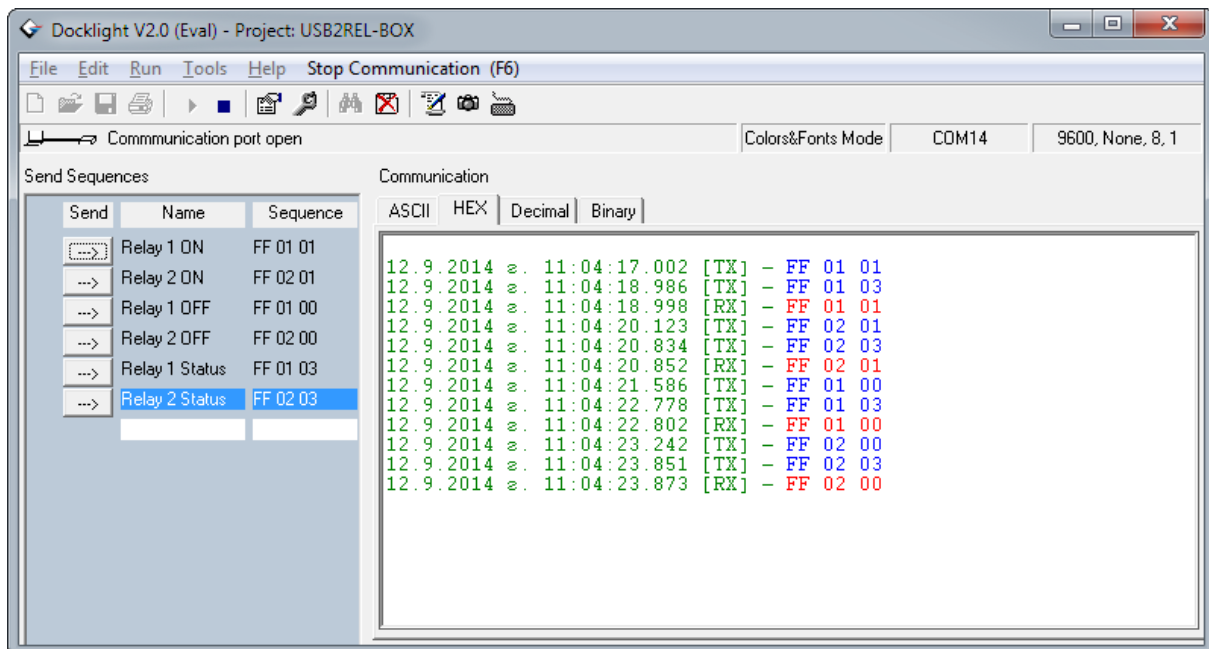 Docklight V2.0 (Eval) - Project: USB2REL-BOX
File Edit Run Tools Help Stop Communication (F6)
Commmunication port open Colors&Fonts Mode COM14 9600, None, 8, 1
Send Sequences
Send Name Sequence
---> Relay 1 ON FF 01 01
---> Relay 2 ON FF 02 01
---> Relay 1 OFF FF 01 00
---> Relay 2 OFF FF 02 00
---> Relay 1 Status FF 01 03
---> Relay 2 Status FF 02 03
Communication
ASCII HEX Decimal Binary
12.9.2014 г. 11:04:17.002 [TX] - FF 01 01
12.9.2014 г. 11:04:18.986 [TX] - FF 01 03
12.9.2014 г. 11:04:18.998 [RX] - FF 01 01
12.9.2014 г. 11:04:20.123 [TX] - FF 02 01
12.9.2014 г. 11:04:20.834 [TX] - FF 02 03
12.9.2014 г. 11:04:20.852 [RX] - FF 02 01
12.9.2014 г. 11:04:21.586 [TX] - FF 01 00
12.9.2014 г. 11:04:22.778 [TX] - FF 01 03
12.9.2014 г. 11:04:22.802 [RX] - FF 01 00
12.9.2014 г. 11:04:23.242 [TX] - FF 02 00
12.9.2014 г. 11:04:23.851 [TX] - FF 02 03
12.9.2014 г. 11:04:23.873 [RX] - FF 02 00